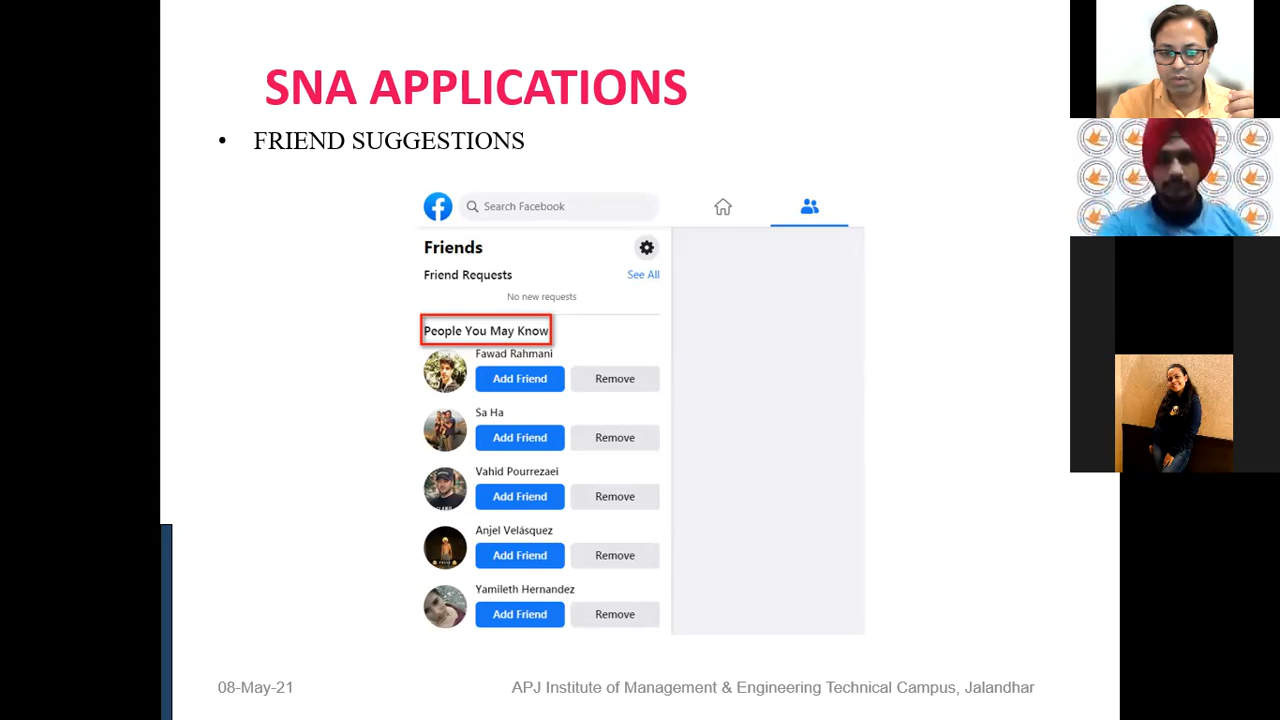 SNA APPLICATIONS
• FRIEND SUGGESTIONS
Search Facebook
Friends
Friend Requests See All
No new requests
People You May Know
Fawad Rahmani
Add Friend Remove
Sa Ha
Add Friend Remove
Vahid Pourrezaei
Add Friend Remove
Anjel Velásquez
Add Friend Remove
Yamileth Hernandez
Add Friend Remove
08-May-21 APJ Institute of Management & Engineering Technical Campus, Jalandhar